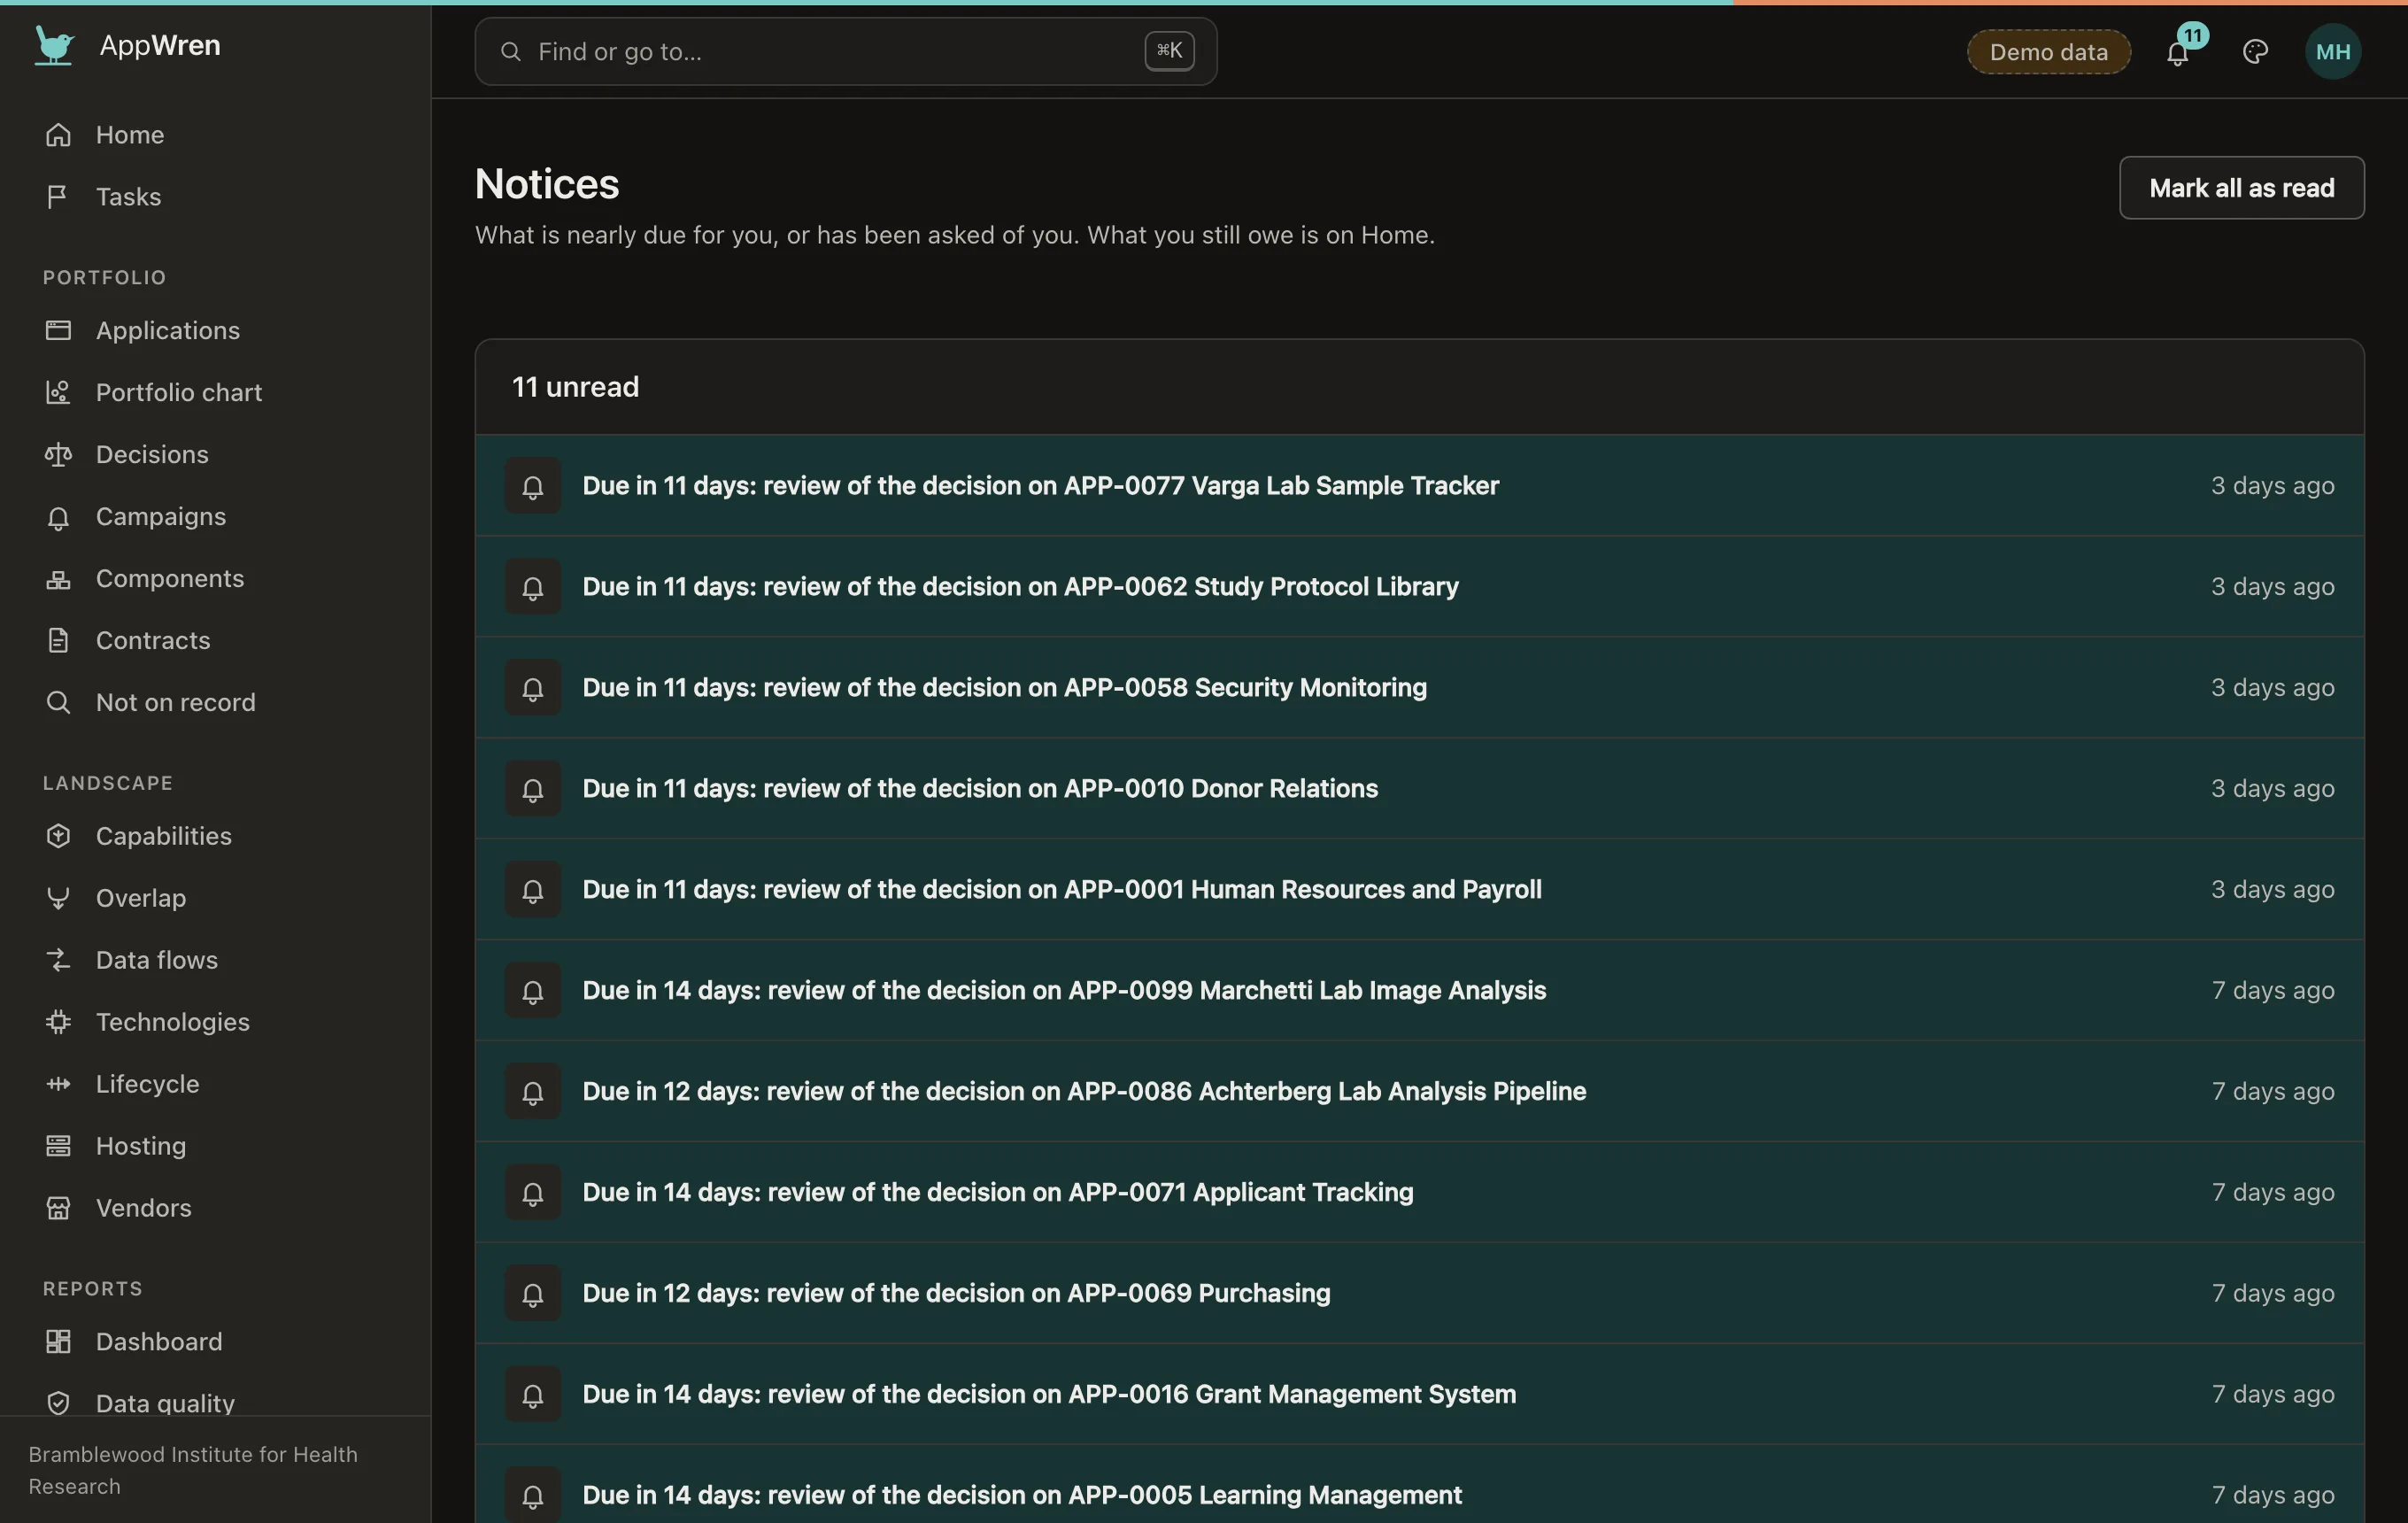 AppWren
Find or go to...
⌘K
Demo data
11
MH
Home
Tasks
PORTFOLIO
Applications
Portfolio chart
Decisions
Campaigns
Components
Contracts
Not on record
LANDSCAPE
Capabilities
Overlap
Data flows
Technologies
Lifecycle
Hosting
Vendors
REPORTS
Dashboard
Data quality
Bramblewood Institute for Health
Research
Notices
Mark all as read
What is nearly due for you, or has been asked of you. What you still owe is on Home.
11 unread
Due in 11 days: review of the decision on APP-0077 Varga Lab Sample Tracker 3 days ago
Due in 11 days: review of the decision on APP-0062 Study Protocol Library 3 days ago
Due in 11 days: review of the decision on APP-0058 Security Monitoring 3 days ago
Due in 11 days: review of the decision on APP-0010 Donor Relations 3 days ago
Due in 11 days: review of the decision on APP-0001 Human Resources and Payroll 3 days ago
Due in 14 days: review of the decision on APP-0099 Marchetti Lab Image Analysis 7 days ago
Due in 12 days: review of the decision on APP-0086 Achterberg Lab Analysis Pipeline 7 days ago
Due in 14 days: review of the decision on APP-0071 Applicant Tracking 7 days ago
Due in 12 days: review of the decision on APP-0069 Purchasing 7 days ago
Due in 14 days: review of the decision on APP-0016 Grant Management System 7 days ago
Due in 14 days: review of the decision on APP-0005 Learning Management 7 days ago